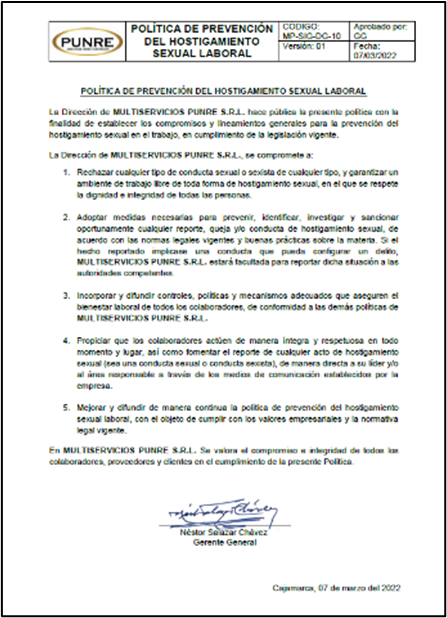 PUNRE
POLÍTICA DE PREVENCIÓN
DEL HOSTIGAMIENTO
SEXUAL LABORAL
CÓDIGO:
MP-SIG-DG-10
Versión: 01
Aprobado por:
GG
Fecha:
07/03/2022
POLÍTICA DE PREVENCIÓN DEL HOSTIGAMIENTO SEXUAL LABORAL
La Dirección de MULTISERVICIOS PUNRE S.R.L. hace pública la presente política con la
finalidad de establecer los compromisos y lineamientos generales para la prevención del
hostigamiento sexual en el trabajo, en cumplimiento de la legislación vigente.
La Dirección de MULTISERVICIOS PUNRE S.R.L., se compromete a:
1. Rechazar cualquier tipo de conducta sexual o sexista de cualquier tipo, y garantizar un
ambiente de trabajo libre de toda forma de hostigamiento sexual, en el que se respete
la dignidad e integridad de todas las personas.
2. Adoptar medidas necesarias para prevenir, identificar, investigar y sancionar
oportunamente cualquier reporte, queja y/o conducta de hostigamiento sexual, de
acuerdo con las normas legales vigentes y buenas prácticas sobre la materia. Si el
hecho reportado implicase una conducta que pueda configurar un delito,
MULTISERVICIOS PUNRE S.R.L. estará facultada para reportar dicha situación a las
autoridades competentes.
3. Incorporar y difundir controles, políticas y mecanismos adecuados que aseguren el
bienestar laboral de todos los colaboradores, de conformidad a las demás políticas de
MULTISERVICIOS PUNRE S.R.L.
4. Propiciar que los colaboradores actúen de manera íntegra y respetuosa en todo
momento y lugar, así como fomentar el reporte de cualquier acto de hostigamiento
sexual (sea una conducta sexual o conducta sexista), de manera directa a su líder y/o
al área responsable a través de los medios de comunicación establecidos por la
empresa.
5. Mejorar y difundir de manera continua la política de prevención del hostigamiento
sexual laboral, con el objeto de cumplir con los valores empresariales y la normativa
legal vigente.
En MULTISERVICIOS PUNRE S.R.L. Se valora el compromiso e integridad de todos los
colaboradores, proveedores y clientes en el cumplimiento de la presente Política.
Néstor Salazar Chávez
Gerente General
Cajamarca, 07 de marzo del 2022